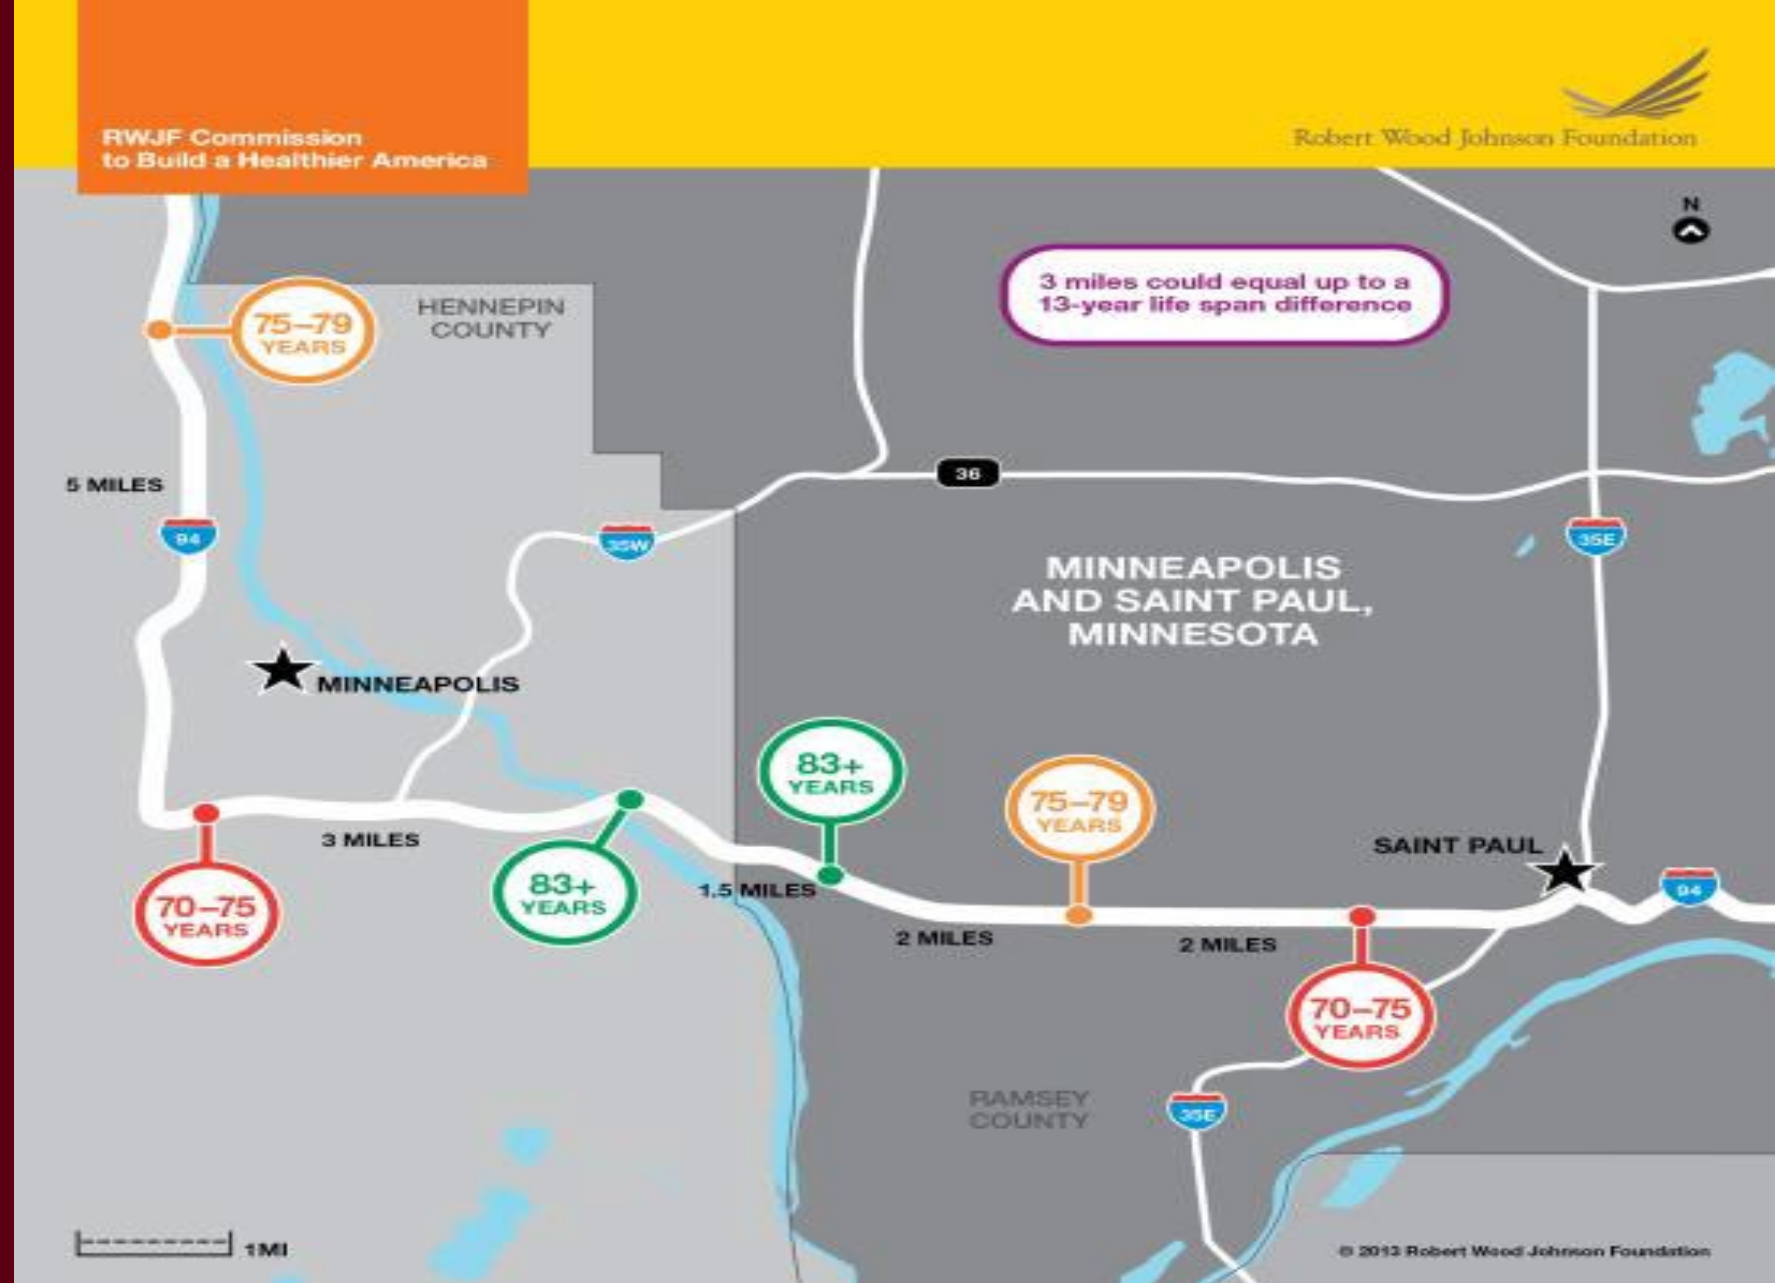 RWJF Commission
to Build a Healthier America
Robert Wood Johnson Foundation
N
3 miles could equal up to a
13-year life span difference
HENNEPIN
COUNTY
75–79
YEARS
5 MILES
36
94
35W
35E
MINNEAPOLIS
AND SAINT PAUL,
MINNESOTA
MINNEAPOLIS
83+
YEARS
75–79
YEARS
3 MILES
SAINT PAUL
83+
YEARS
1.5 MILES
94
70–75
YEARS
2 MILES
2 MILES
70–75
YEARS
RAMSEY
COUNTY
35E
1 MI
© 2013 Robert Wood Johnson Foundation